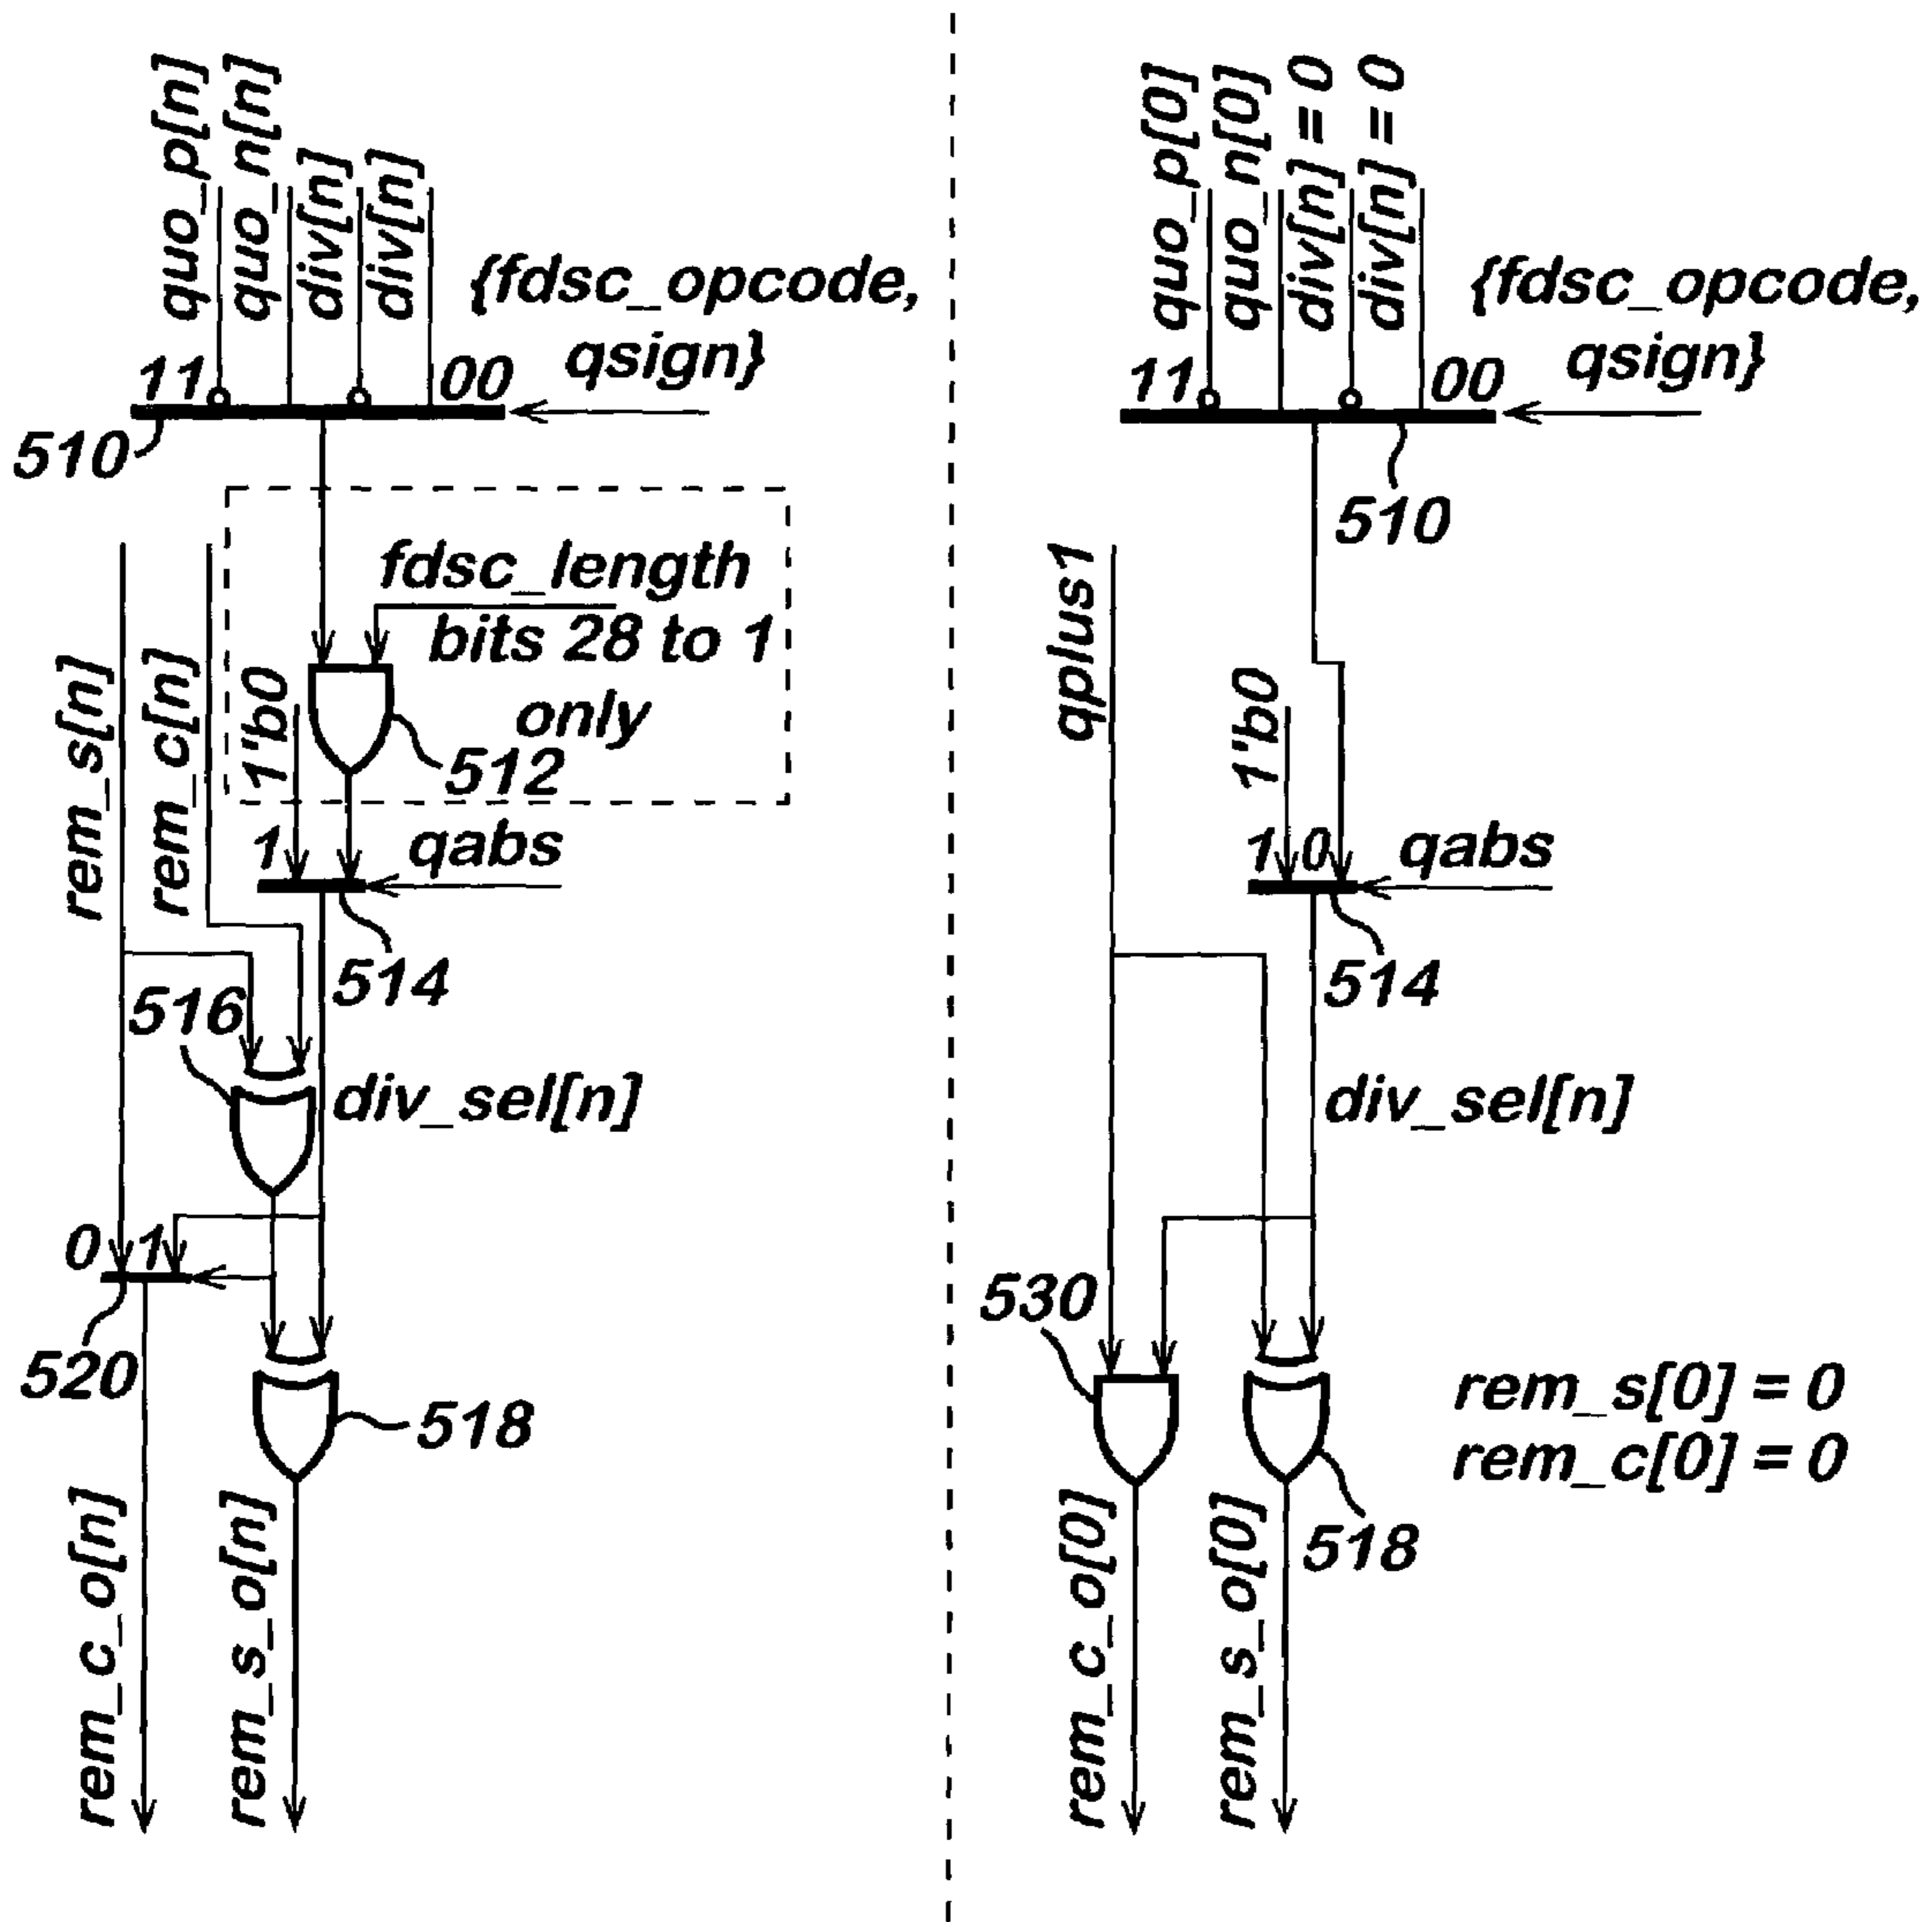 quo_p[n]
quo_n[n]
div[n]
div[n]
{fdsc_opcode,
qsign}
11
00
510
fdsc_length
bits 28 to 1
only
1'b0
512
rem_s[n]
rem_c[n]
1
qabs
514
516
div_sel[n]
0
1
520
518
rem_c_o[n]
rem_s_o[n]
quo_p[0]
quo_n[0]
div[n]=0
div[n]=0
{fdsc_opcode,
qsign}
11
00
510
qplus1
1'b0
1
0
qabs
514
div_sel[n]
530
rem_s[0] = 0
rem_c[0] = 0
518
rem_c_o[0]
rem_s_o[0]